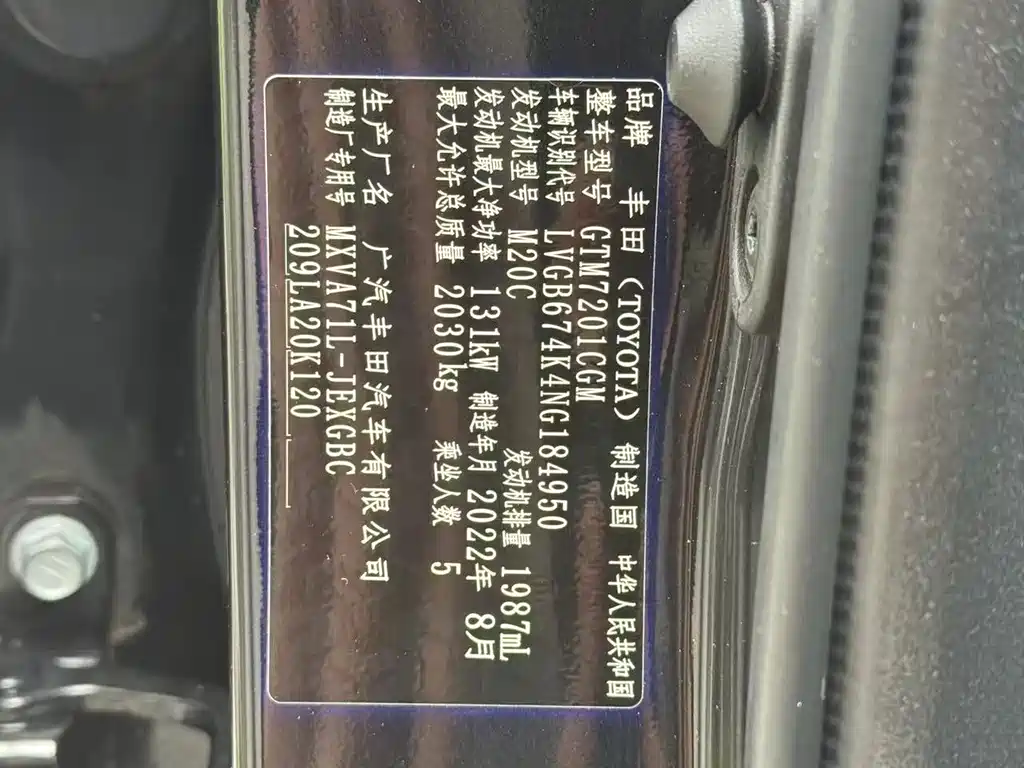 品牌 丰田（TOYOTA） 制造国 中华人民共和国
整车型号 GTM7201CGM
车辆识别代号 LVGB674K4NG184950
发动机型号 M20C 发动机排量 1987mL
发动机最大净功率 131kW 制造年月 2022年 8月
最大允许总质量 2030kg 乘坐人数 5
生产厂名 广汽丰田汽车有限公司
制造厂专用号 MXVA71L-JEXGBC
209LA20K120